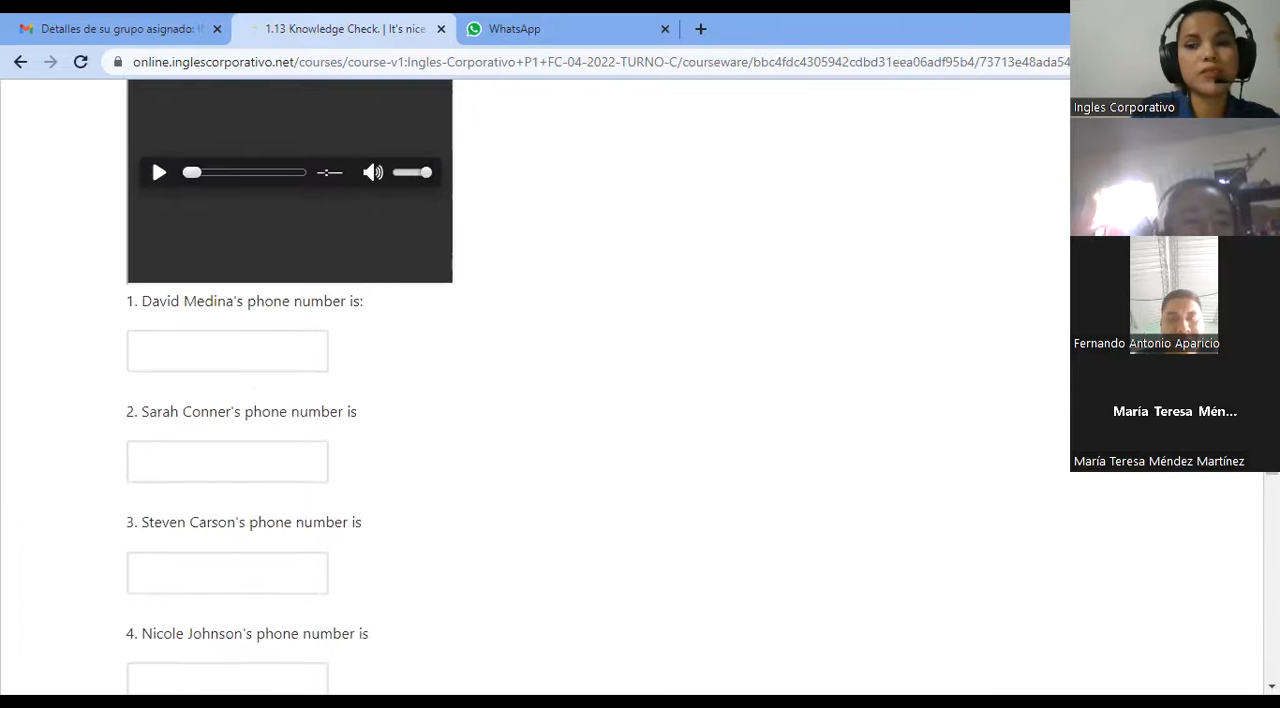 Detalles de su grupo asignado: I
1.13 Knowledge Check. | It's nice
WhatsApp
online.inglescorporativo.net/courses/course-v1:Ingles-Corporativo+P1+FC-04-2022-TURNO-C/courseware/bbc4fdc4305942cdbd31eea06adf95b4/73713e48ada54
Ingles Corporativo
-:--
1. David Medina's phone number is:
Fernando Antonio Aparicio
2. Sarah Conner's phone number is
María Teresa Mén...
María Teresa Méndez Martínez
3. Steven Carson's phone number is
4. Nicole Johnson's phone number is